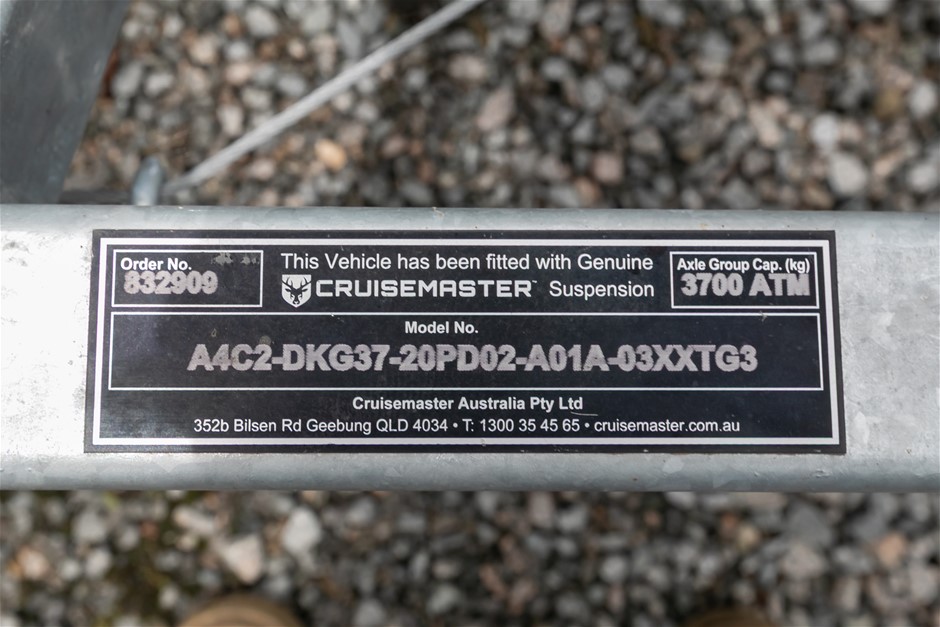 Order No.
832909
This Vehicle has been fitted with Genuine
CRUISEMASTER™ Suspension
Axle Group Cap. (kg)
3700 ATM
Model No.
A4C2-DKG37-20PD02-A01A-03XXTG3
Cruisemaster Australia Pty Ltd
352b Bilsen Rd Geebung QLD 4034 • T: 1300 35 45 65 • cruisemaster.com.au